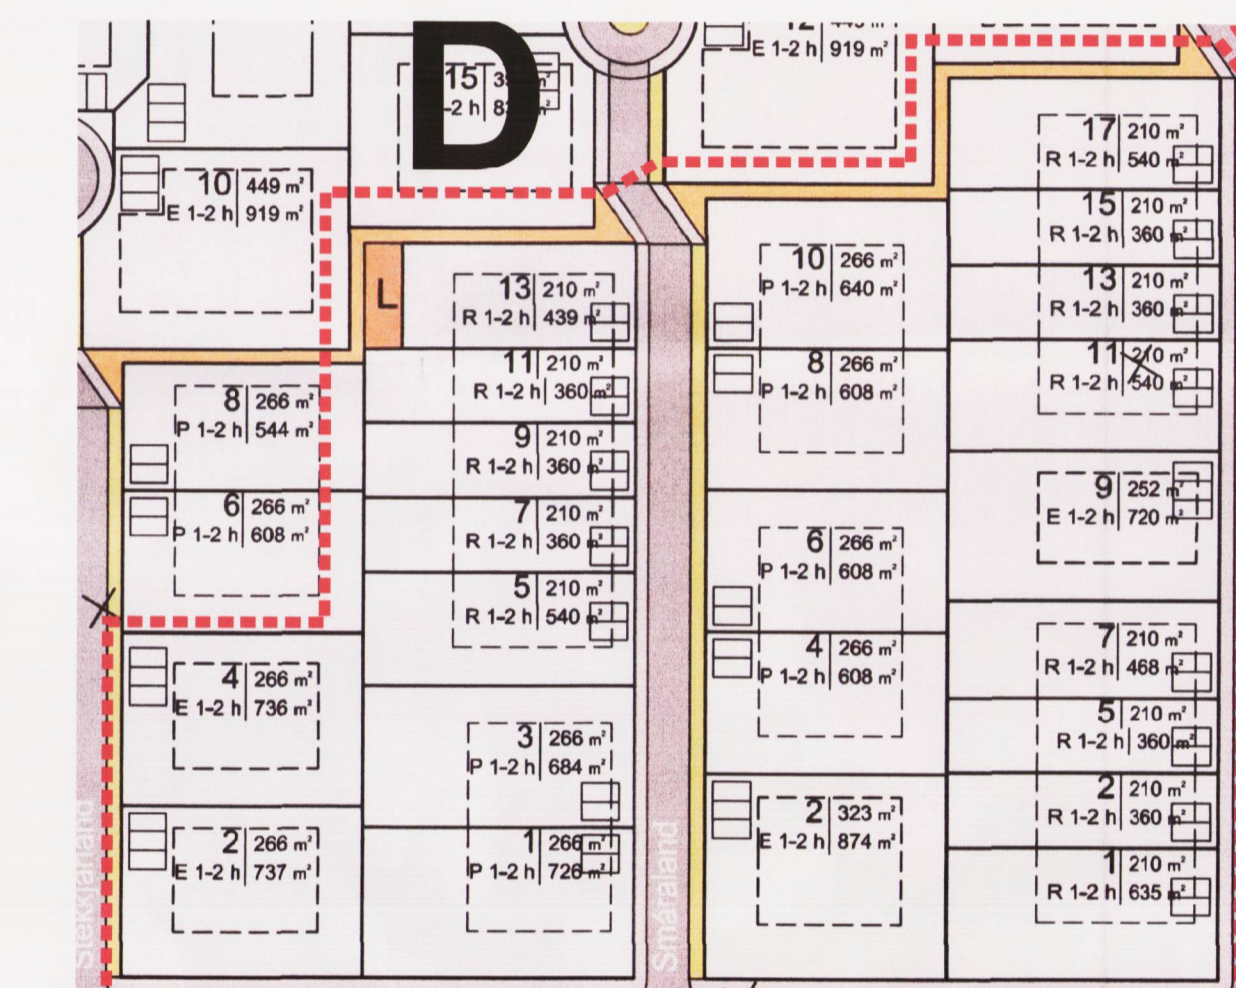 D
12
E 1-2 h 919 m²
15
-2 h
10 449 m²
E 1-2 h 919 m²
L
13 210 m²
R 1-2 h 439 m²
11 210 m²
R 1-2 h 360 m²
9 210 m²
R 1-2 h 360 m²
7 210 m²
R 1-2 h 360 m²
5 210 m²
R 1-2 h 540 m²
3 266 m²
P 1-2 h 684 m²
1 266 m²
P 1-2 h 726 m²
8 266 m²
P 1-2 h 544 m²
6 266 m²
P 1-2 h 608 m²
4 266 m²
E 1-2 h 736 m²
2 266 m²
E 1-2 h 737 m²
Stekkjarland
Smáraland
10 266 m²
P 1-2 h 640 m²
8 266 m²
P 1-2 h 608 m²
6 266 m²
P 1-2 h 608 m²
4 266 m²
P 1-2 h 608 m²
2 323 m²
E 1-2 h 874 m²
17 210 m²
R 1-2 h 540 m²
15 210 m²
R 1-2 h 360 m²
13 210 m²
R 1-2 h 360 m²
11 210 m²
R 1-2 h 540 m²
9 252 m²
E 1-2 h 720 m²
7 210 m²
R 1-2 h 468 m²
5 210 m²
R 1-2 h 360 m²
2 210 m²
R 1-2 h 360 m²
1 210 m²
R 1-2 h 635 m²